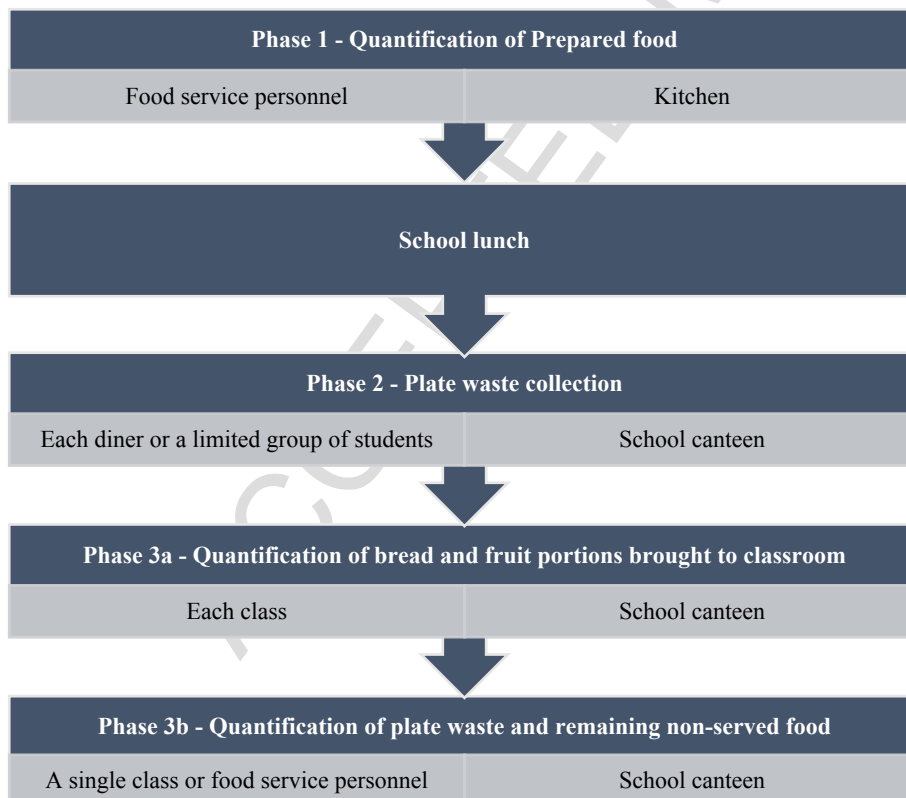 Phase 1 - Quantification of Prepared food
Food service personnel
Kitchen
School lunch
Phase 2 - Plate waste collection
Each diner or a limited group of students
School canteen
Phase 3a - Quantification of bread and fruit portions brought to classroom
Each class
School canteen
Phase 3b - Quantification of plate waste and remaining non-served food
A single class or food service personnel
School canteen